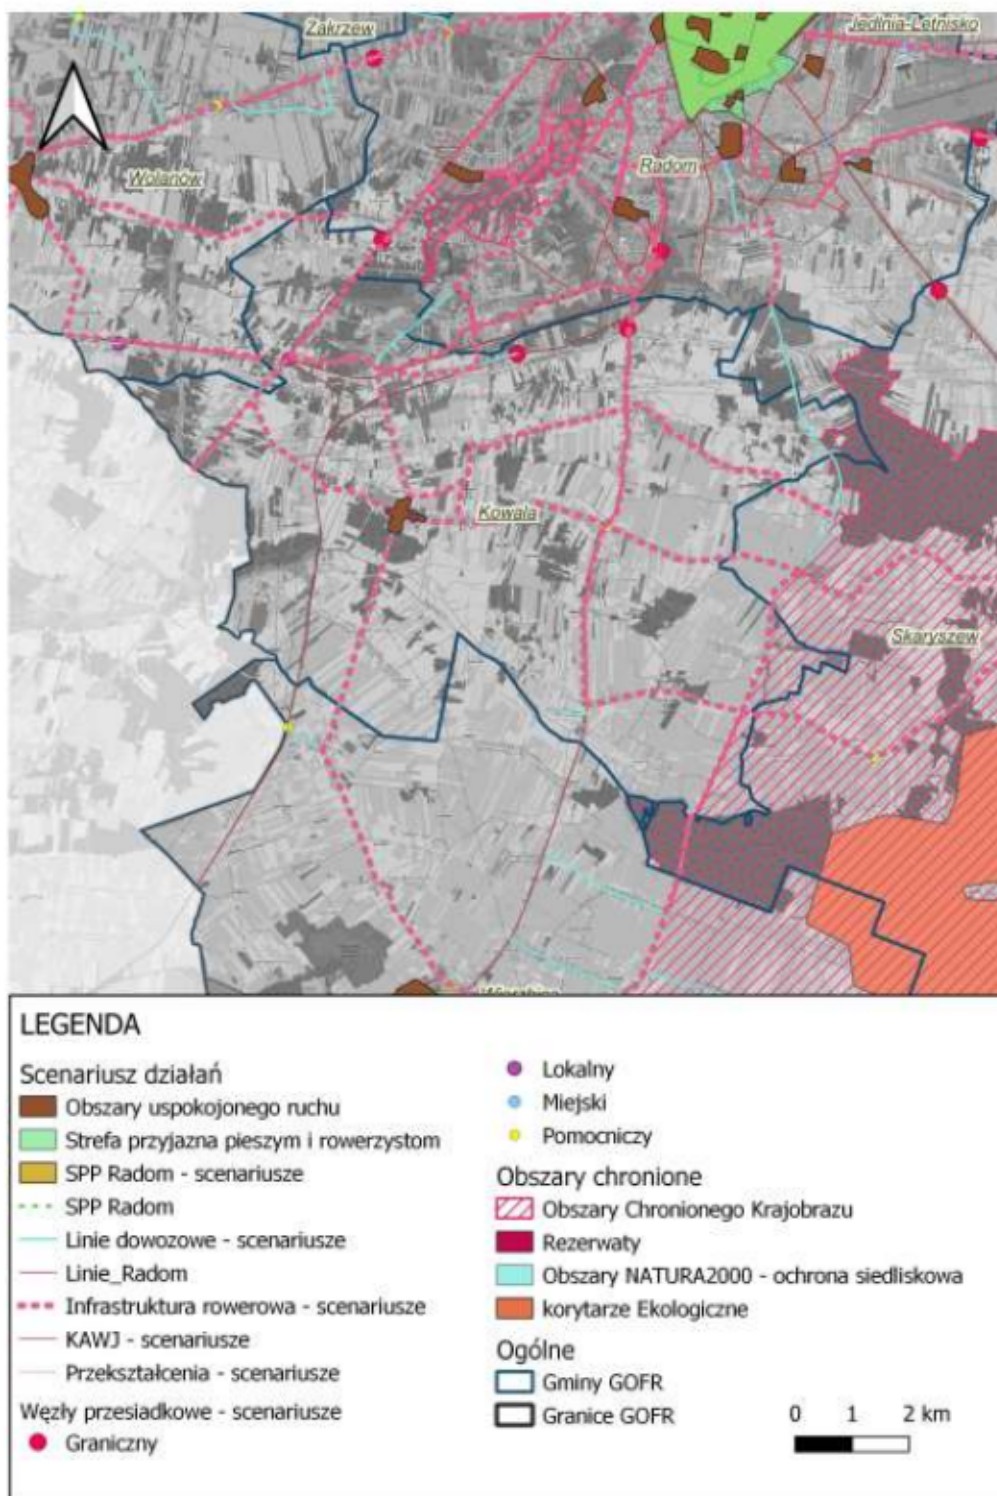 Zakrzew
Jedlnia-Letnisko
Wolanów
Radom
Kowala
Skaryszew
LEGENDA
Scenariusz działań
Obszary uspokojonego ruchu
Strefa przyjazna pieszym i rowerzystom
SPP Radom - scenariusze
SPP Radom
Linie dowozowe - scenariusze
Linie_Radom
Infrastruktura rowerowa - scenariusze
KAWJ - scenariusze
Przekształcenia - scenariusze
Węzły przesiadkowe - scenariusze
Graniczny
Lokalny
Miejski
Pomocniczy
Obszary chronione
Obszary Chronionego Krajobrazu
Rezerwaty
Obszary NATURA2000 - ochrona siedliskowa
korytarze Ekologiczne
Ogólne
Gminy GOFR
Granice GOFR
0 1 2 km